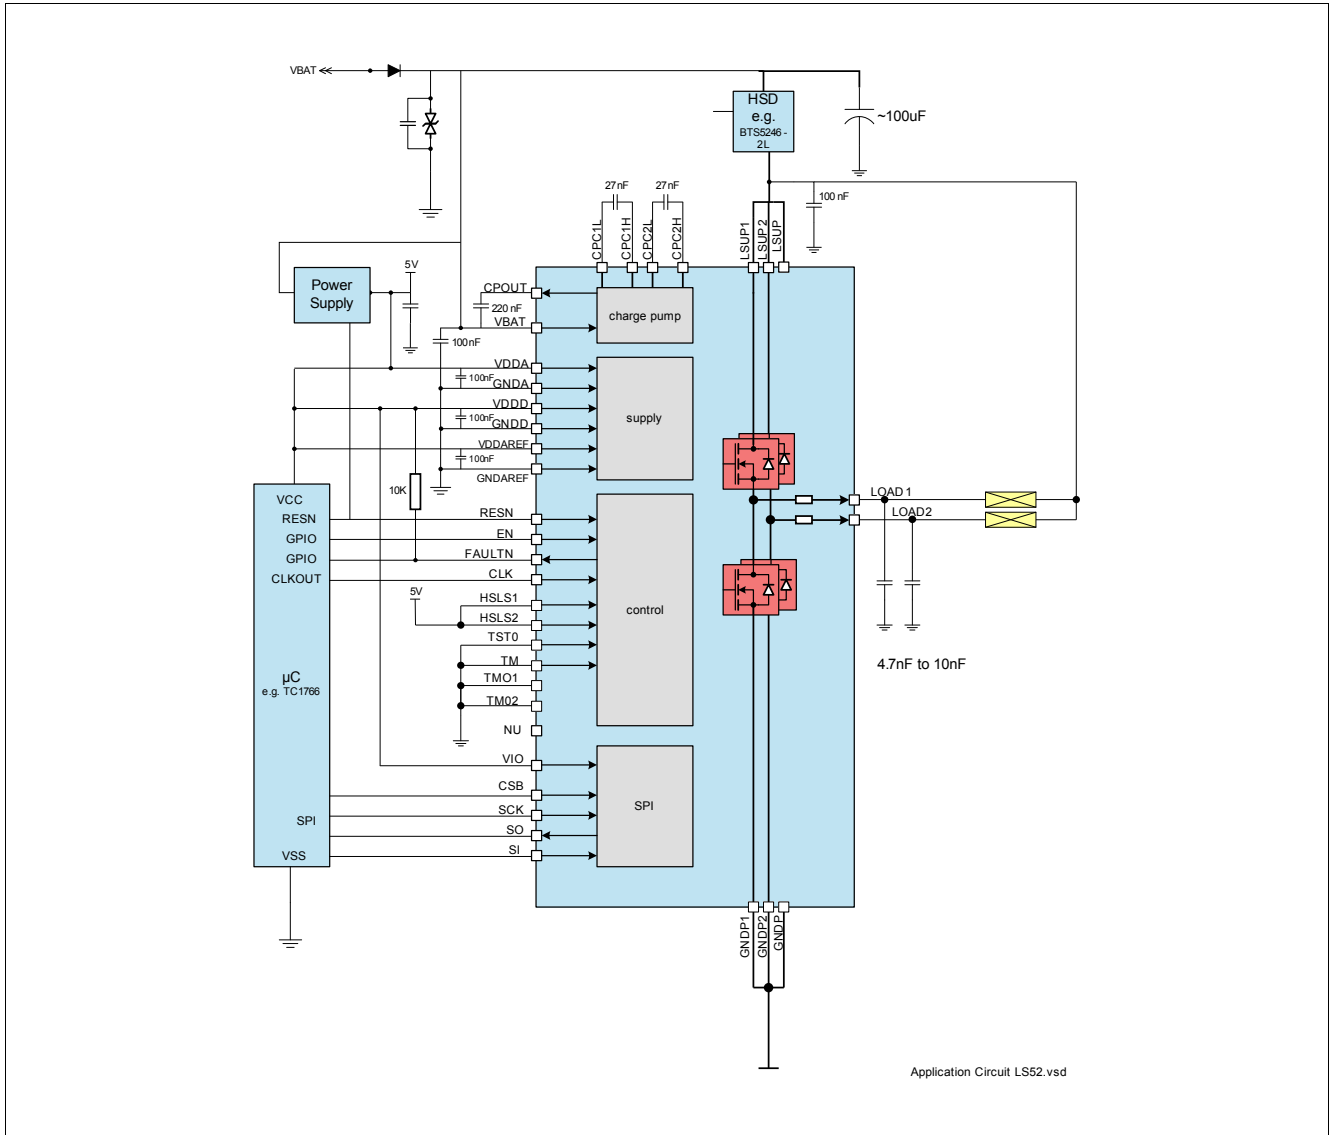 VBAT
HSD
e.g.
BTS5246 -
2L
~100uF
27nF
27nF
100 nF
CPC1L
CPC1H
CPC2L
CPC2H
LSUP1
LSUP 2
LSUP
5V
Power
Supply
CPOUT
220 nF
VBAT
charge pump
100nF
VDDA
100nF
GNDA
VDDD
100nF
GNDD
VDDAREF
100nF
GNDAREF
supply
10K
VCC
RESN
GPIO
GPIO
CLKOUT
µC
e.g. TC1766
SPI
VSS
RESN
EN
FAULTN
CLK
5V
HSLS1
HSLS2
TST0
TM
TMO1
TM02
NU
control
LOAD 1
LOAD2
4.7nF to 10nF
VIO
CSB
SCK
SO
SI
SPI
GNDP1
GNDP2
GNDP
Application Circuit LS52.vsd